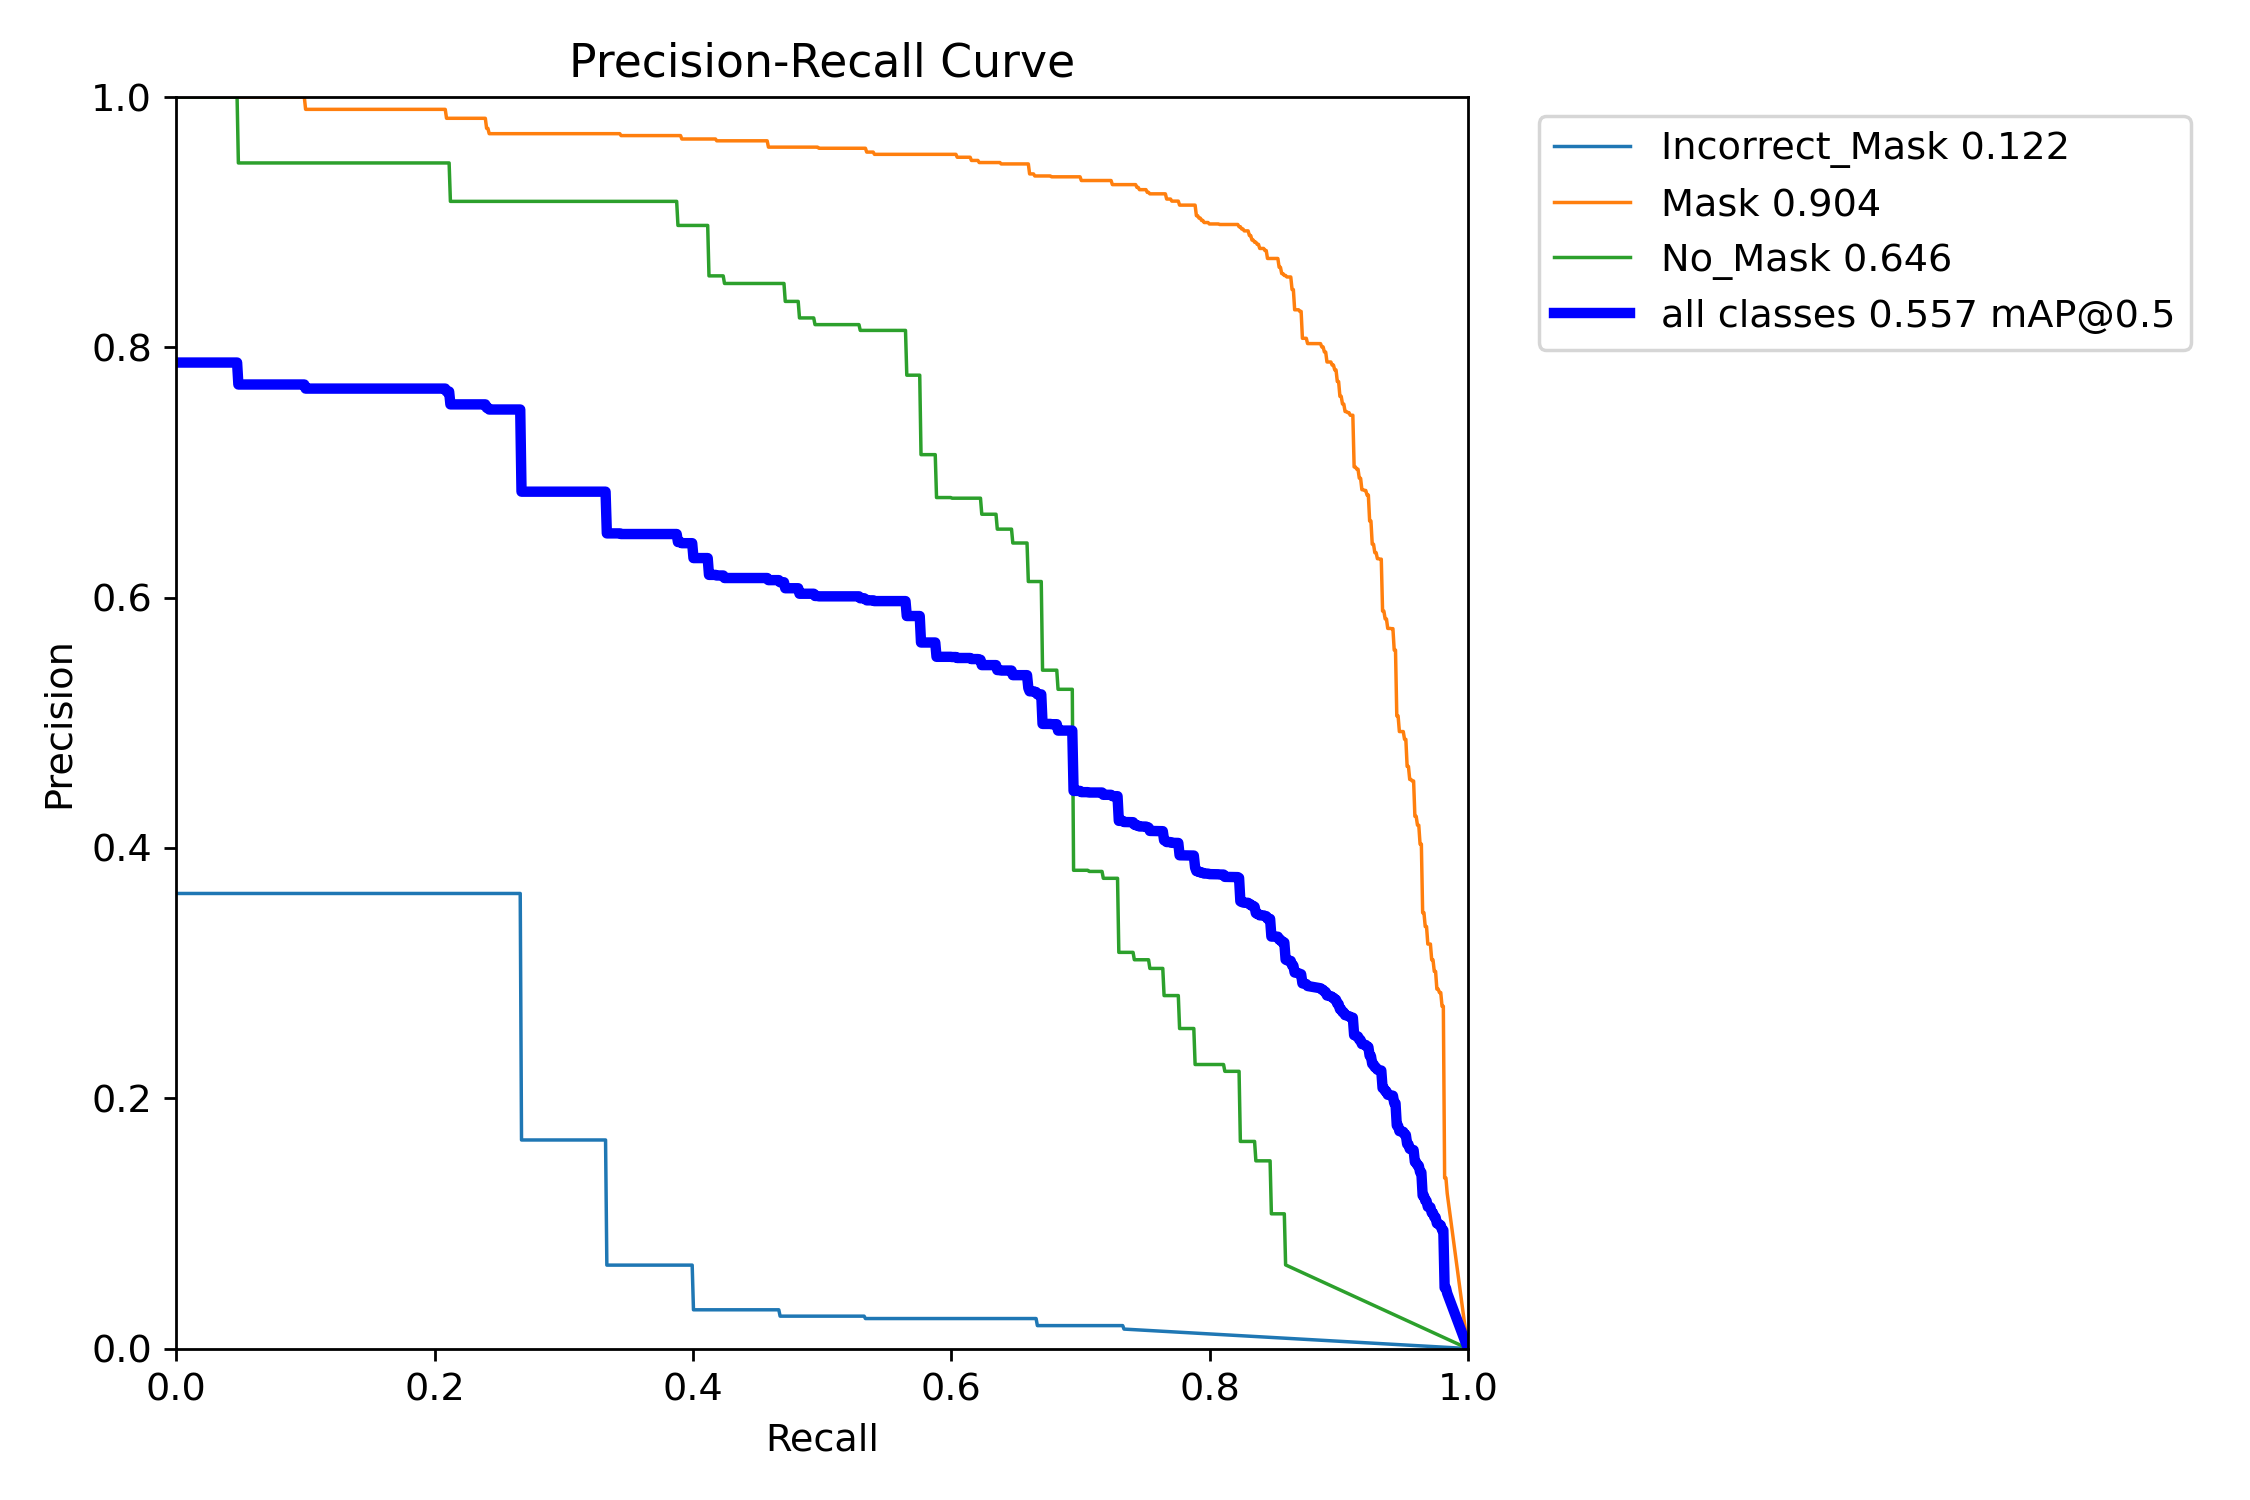 Precision-Recall Curve
1.0
0.8
0.6
0.4
0.2
0.0
Precision
0.0 0.2 0.4 0.6 0.8 1.0
Recall
Incorrect_Mask 0.122
Mask 0.904
No_Mask 0.646
all classes 0.557 mAP@0.5